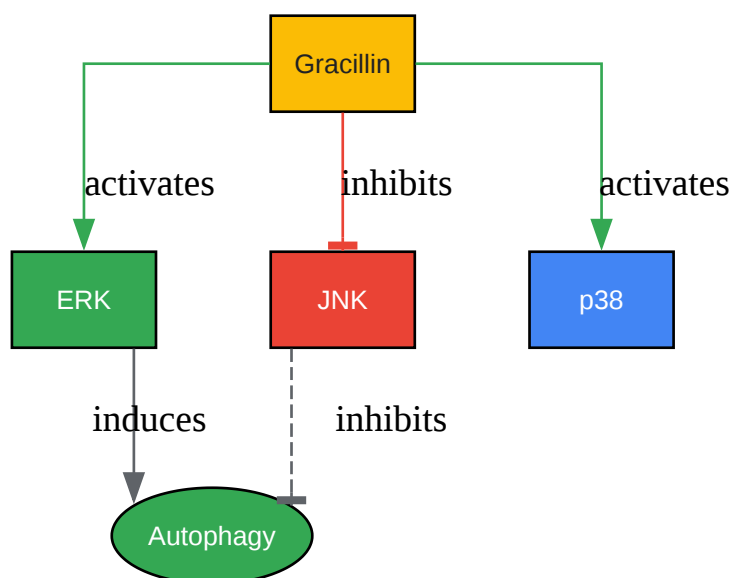 Gracillin
activates
inhibits
activates
ERK
JNK
p38
induces
inhibits
Autophagy